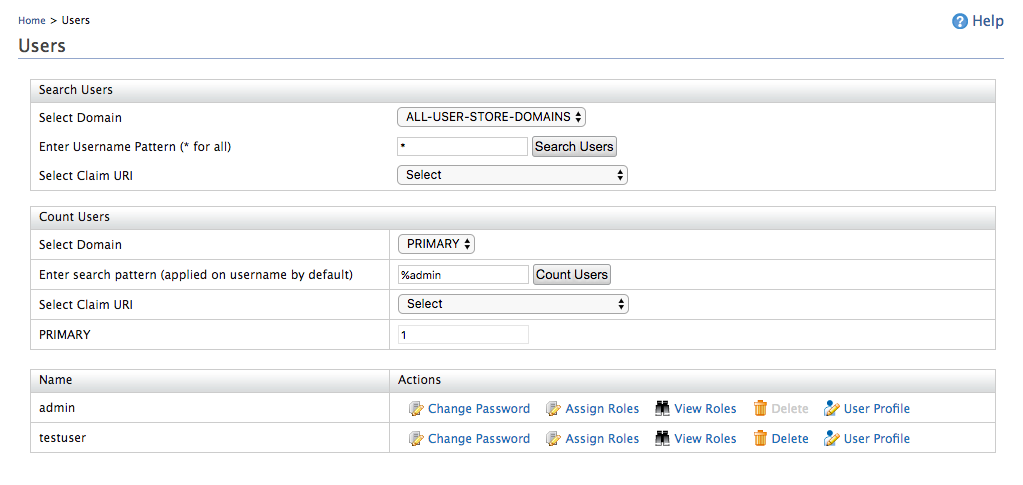 Home > Users
Help
Users
Search Users
Select Domain ALL-USER-STORE-DOMAINS
Enter Username Pattern (* for all) * Search Users
Select Claim URI Select
Count Users
Select Domain PRIMARY
Enter search pattern (applied on username by default) %admin Count Users
Select Claim URI Select
PRIMARY 1
Name Actions
admin Change Password Assign Roles View Roles Delete User Profile
testuser Change Password Assign Roles View Roles Delete User Profile